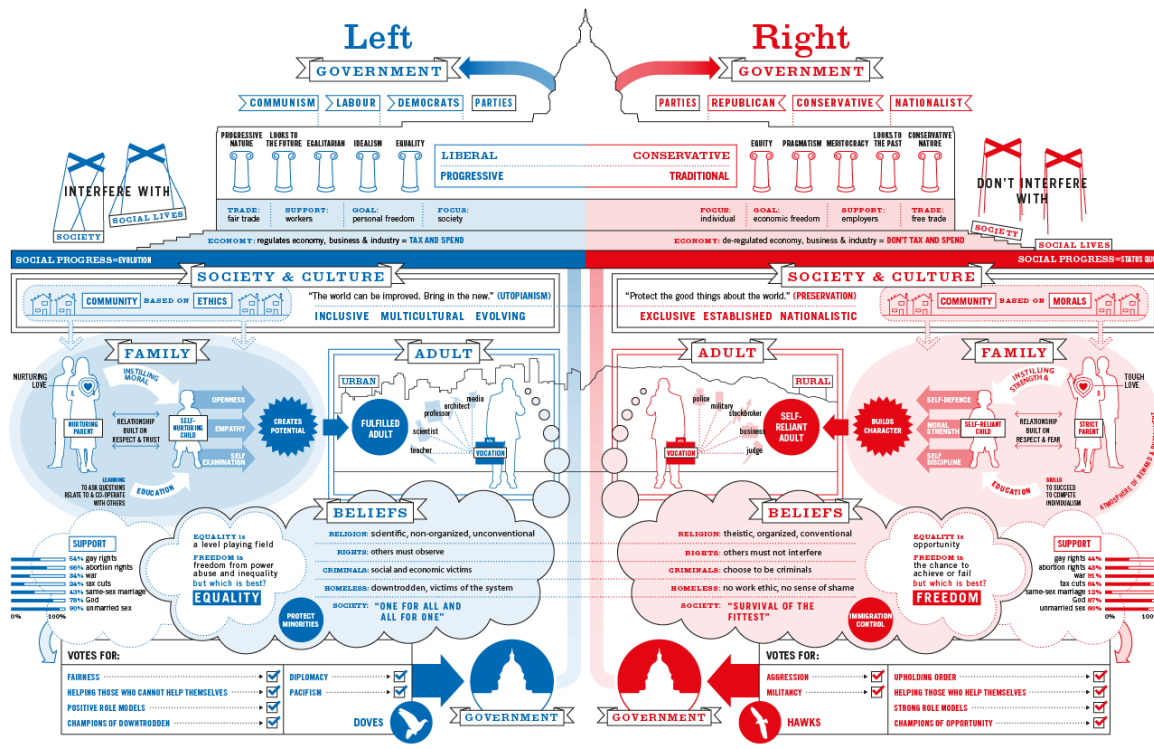 Left
Right
GOVERNMENT
GOVERNMENT
COMMUNISM
LABOUR
DEMOCRATS
PARTIES
PARTIES
REPUBLICAN
CONSERVATIVE
NATIONALIST
PROGRESSIVE
NATURE
LOOKS TO
THE FUTURE
EGALITARIAN
IDEALISM
EQUALITY
LIBERAL
CONSERVATIVE
PROGRESSIVE
TRADITIONAL
EQUITY
PRAGMATISM
MERITOCRACY
LOOKS TO
THE PAST
CONSERVATIVE
NATURE
INTERFERE WITH
SOCIETY
SOCIAL LIVES
DON'T INTERFERE
WITH
SOCIETY
SOCIAL LIVES
TRADE:
fair trade
SUPPORT:
workers
GOAL:
personal freedom
FOCUS:
society
FOCUS:
individual
GOAL:
economic freedom
SUPPORT:
employers
TRADE:
free trade
ECONOMY: regulates economy, business & industry = TAX AND SPEND
ECONOMY: de-regulated economy, business & industry = DON'T TAX AND SPEND
SOCIAL PROGRESS=EVOLUTION
SOCIAL PROGRESS=STATUS QU
SOCIETY & CULTURE
SOCIETY & CULTURE
COMMUNITY BASED ON ETHICS
"The world can be improved. Bring in the new." (UTOPIANISM)
INCLUSIVE MULTICULTURAL EVOLVING
"Protect the good things about the world." (PRESERVATION)
EXCLUSIVE ESTABLISHED NATIONALISTIC
COMMUNITY BASED ON MORALS
FAMILY
ADULT
ADULT
FAMILY
NURTURING
LOVE
INSTILLING
MORAL
NURTURING
PARENT
RELATIONSHIP
BUILT ON
RESPECT & TRUST
SELF-
NURTURING
CHILD
OPENNESS
EMPATHY
SELF
EXAMINATION
LEARNING
TO ASK QUESTIONS
RELATE TO & CO-OPERATE
WITH OTHERS
EDUCATION
CREATES
POTENTIAL
URBAN
FULFILLED
ADULT
media
architect
professor
scientist
teacher
VOCATION
RURAL
police
military
stockbroker
business
judge
VOCATION
SELF-
RELIANT
ADULT
BUILDS
CHARACTER
INSTILLING
STRENGTH &
TOUGH
LOVE
SELF-DEFENCE
MORAL
STRENGTH
SELF
DISCIPLINE
SELF-RELIANT
CHILD
RELATIONSHIP
BUILT ON
RESPECT & FEAR
STRICT
PARENT
EDUCATION
SKILLS
TO SUCCEED
TO COMPETE
INDIVIDUALISM
ATMOSPHERE OF REWARD &
BELIEFS
BELIEFS
RELIGION: scientific, non-organized, unconventional
RIGHTS: others must observe
CRIMINALS: social and economic victims
HOMELESS: downtrodden, victims of the system
SOCIETY: "ONE FOR ALL AND
ALL FOR ONE"
RELIGION: theistic, organized, conventional
RIGHTS: others must not interfere
CRIMINALS: choose to be criminals
HOMELESS: no work ethic, no sense of shame
SOCIETY: "SURVIVAL OF THE
FITTEST"
EQUALITY is
a level playing field
FREEDOM is
freedom from power
abuse and inequality
but which is best?
EQUALITY
PROTECT
MINORITIES
EQUALITY is
opportunity
FREEDOM is
the chance to
achieve or fail
but which is best?
FREEDOM
IMMIGRATION
CONTROL
SUPPORT
54% gay rights
66% abortion rights
34% war
24% tax cuts
43% same-sex marriage
78% God
90% unmarried sex
0% 100%
SUPPORT
gay rights 44%
abortion rights 43%
war 91%
tax cuts 64%
same-sex marriage 12%
God 87%
unmarried sex 80%
0% 100
VOTES FOR:
FAIRNESS
HELPING THOSE WHO CANNOT HELP THEMSELVES
POSITIVE ROLE MODELS
CHAMPIONS OF DOWNTRODDEN
DIPLOMACY
PACIFISM
DOVES
GOVERNMENT
GOVERNMENT
HAWKS
VOTES FOR:
AGGRESSION
MILITANCY
UPHOLDING ORDER
HELPING THOSE WHO HELP THEMSELVES
STRONG ROLE MODELS
CHAMPIONS OF OPPORTUNITY